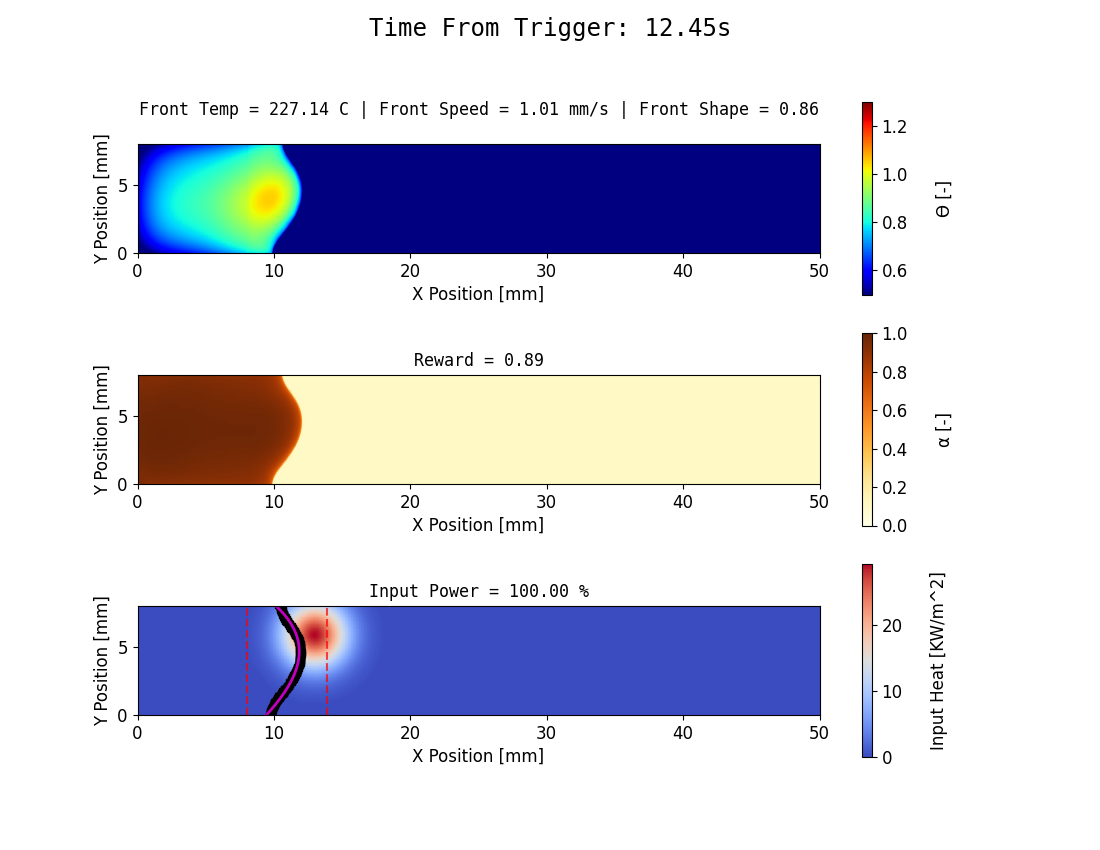 Time From Trigger: 12.45s
Front Temp = 227.14 C | Front Speed = 1.01 mm/s | Front Shape = 0.86
Y Position [mm]
5
0
0 10 20 30 40 50
X Position [mm]
1.2
1.0
0.8
0.6
Θ [-]
Reward = 0.89
Y Position [mm]
5
0
0 10 20 30 40 50
X Position [mm]
1.0
0.8
0.6
0.4
0.2
0.0
α [-]
Input Power = 100.00 %
Y Position [mm]
5
0
0 10 20 30 40 50
X Position [mm]
20
10
0
Input Heat [KW/m^2]